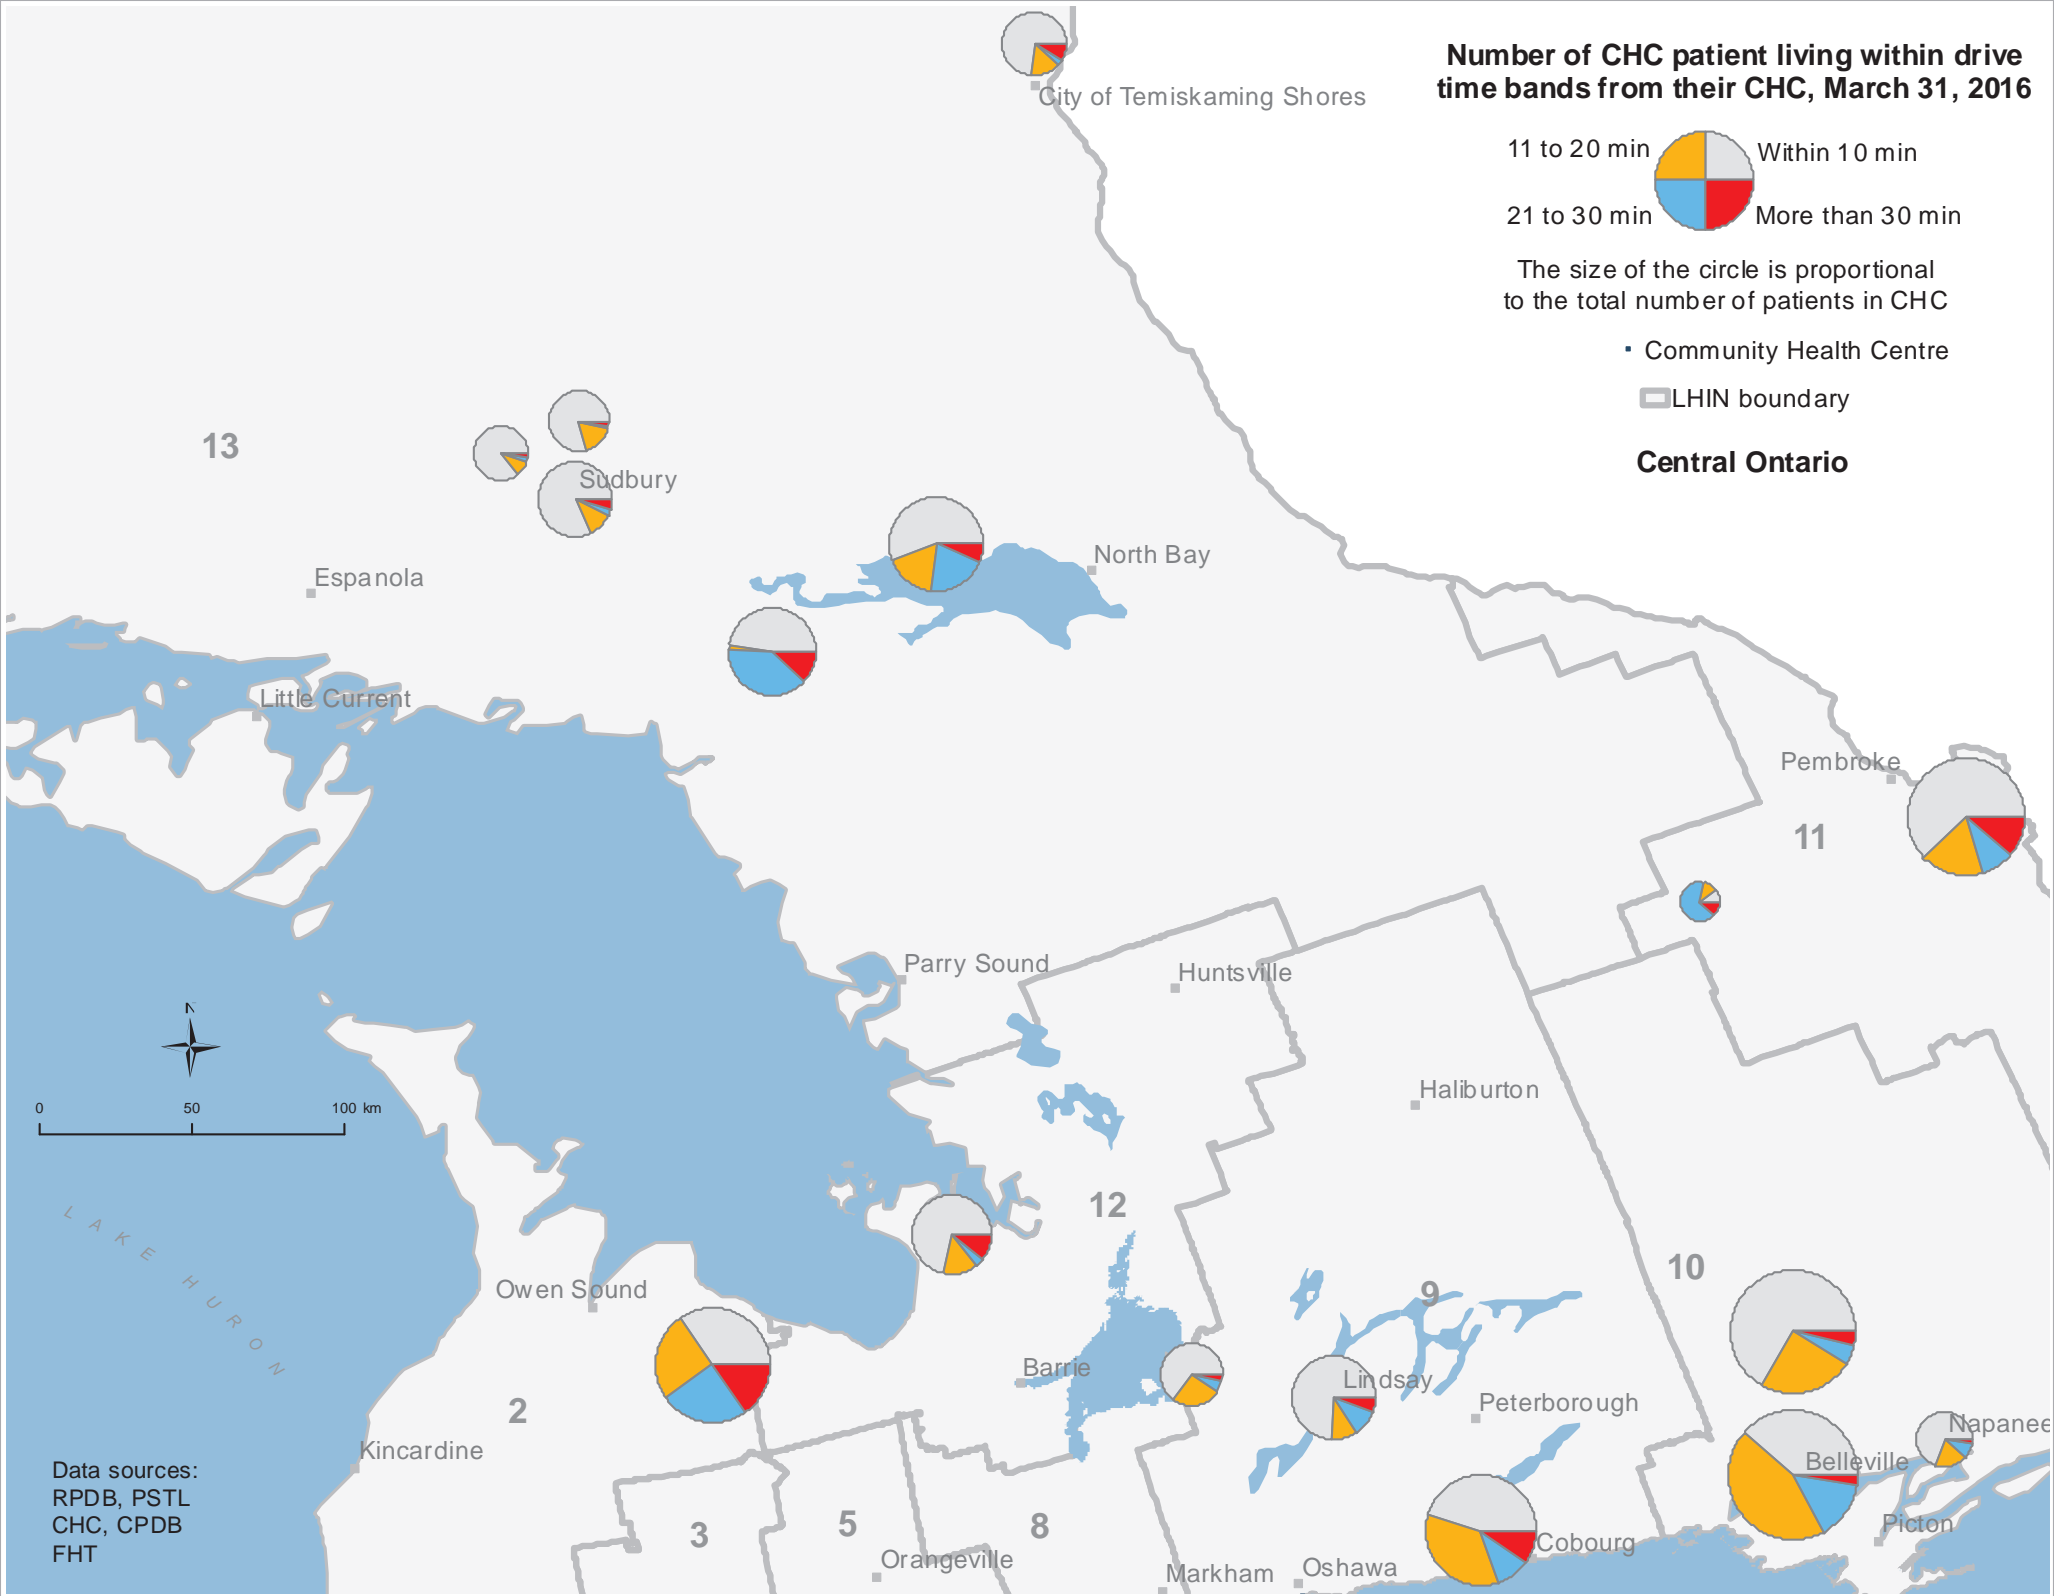 Number of CHC patient living within drive
time bands from their CHC, March 31, 2016
11 to 20 min
Within 10 min
21 to 30 min
More than 30 min
The size of the circle is proportional
to the total number of patients in CHC
Community Health Centre
LHIN boundary
Central Ontario
City of Temiskaming Shores
13
Sudbury
North Bay
Espanola
Little Current
Pembroke
11
Parry Sound
Huntsville
N
Haliburton
0 50 100 km
12
LAKE HURON
10
Owen Sound
9
Barrie
Lindsay
Peterborough
2
Napanee
Kincardine
Belleville
Data sources:
RPDB, PSTL
CHC, CPDB
FHT
3
5
8
Picton
Cobourg
Orangeville
Markham
Oshawa